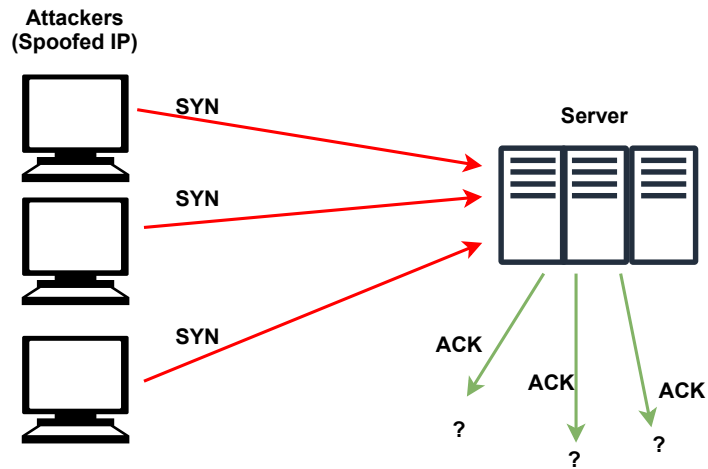 Attackers
(Spoofed IP)
SYN
Server
SYN
SYN
ACK
ACK
ACK
?
?
?